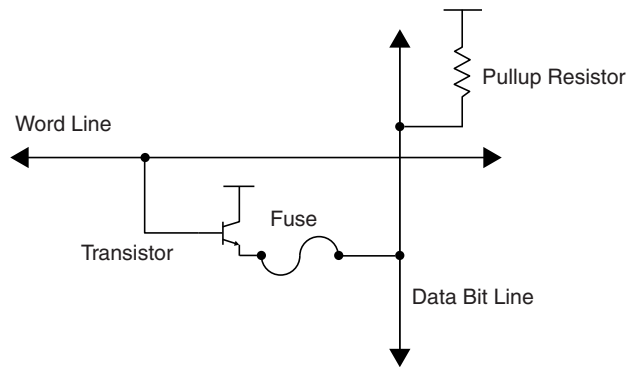 Pullup Resistor
Word Line
Fuse
Transistor
Data Bit Line